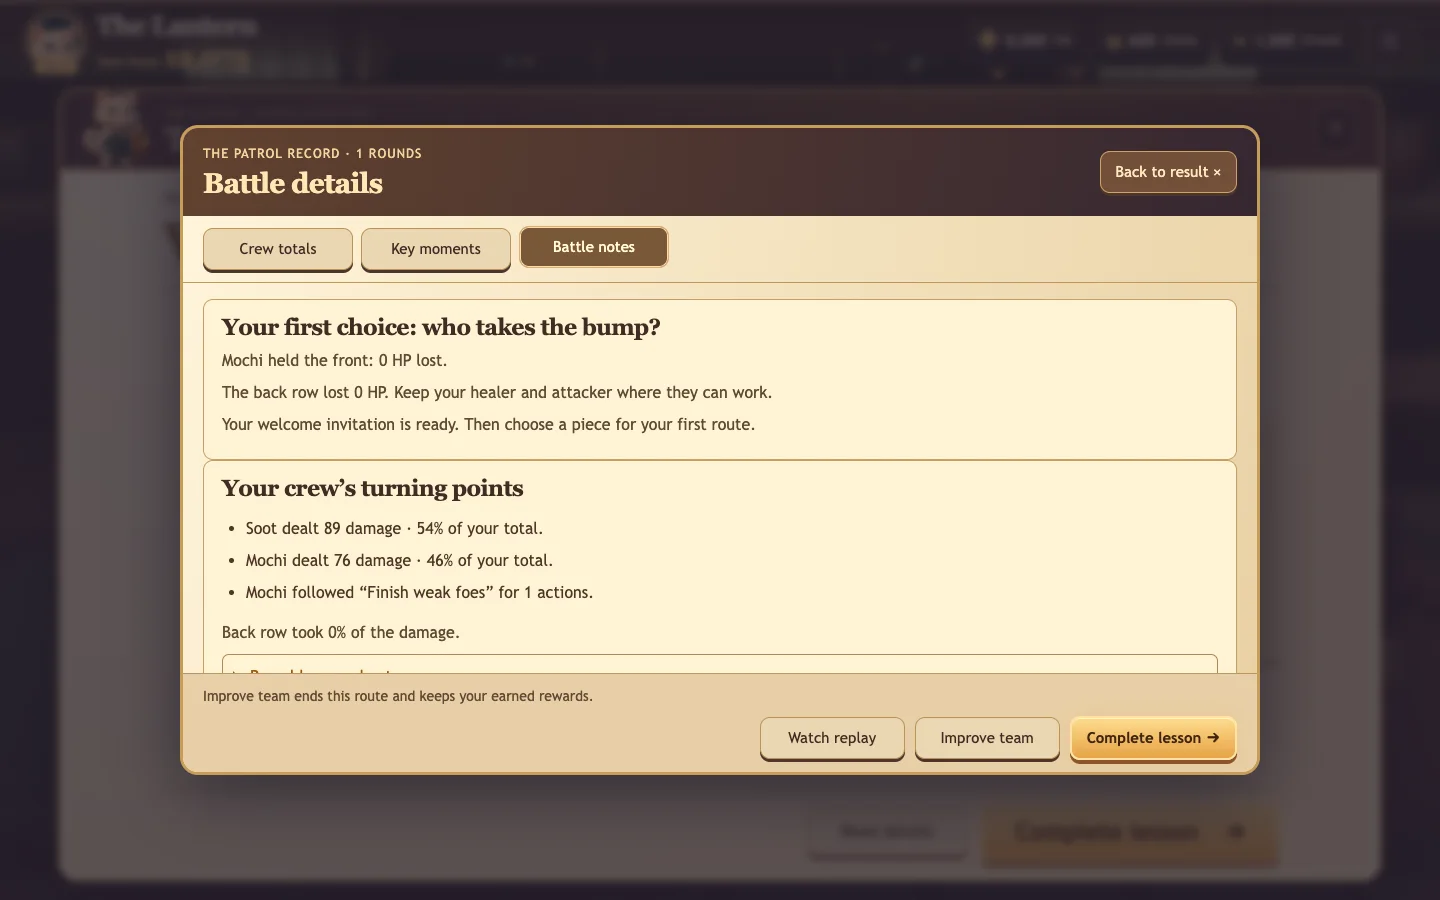 The Lantern
THE PATROL RECORD · 1 ROUNDS
Battle details
Back to result ×
Crew totals
Key moments
Battle notes
Your first choice: who takes the bump?
Mochi held the front: 0 HP lost.
The back row lost 0 HP. Keep your healer and attacker where they can work.
Your welcome invitation is ready. Then choose a piece for your first route.
Your crew’s turning points
• Soot dealt 89 damage · 54% of your total.
• Mochi dealt 76 damage · 46% of your total.
• Mochi followed “Finish weak foes” for 1 actions.
Back row took 0% of the damage.
Improve team ends this route and keeps your earned rewards.
Watch replay
Improve team
Complete lesson →
Complete lesson →